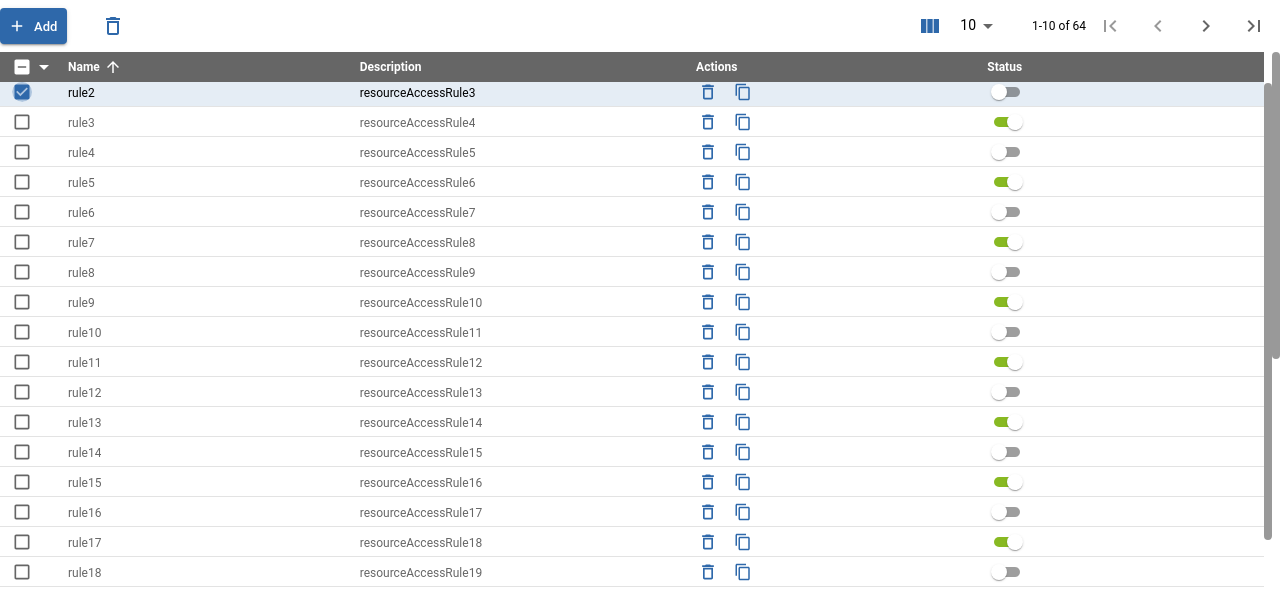 Add 10 1-10 of 64
Name Description Actions Status
rule2 resourceAccessRule3
rule3 resourceAccessRule4
rule4 resourceAccessRule5
rule5 resourceAccessRule6
rule6 resourceAccessRule7
rule7 resourceAccessRule8
rule8 resourceAccessRule9
rule9 resourceAccessRule10
rule10 resourceAccessRule11
rule11 resourceAccessRule12
rule12 resourceAccessRule13
rule13 resourceAccessRule14
rule14 resourceAccessRule15
rule15 resourceAccessRule16
rule16 resourceAccessRule17
rule17 resourceAccessRule18
rule18 resourceAccessRule19